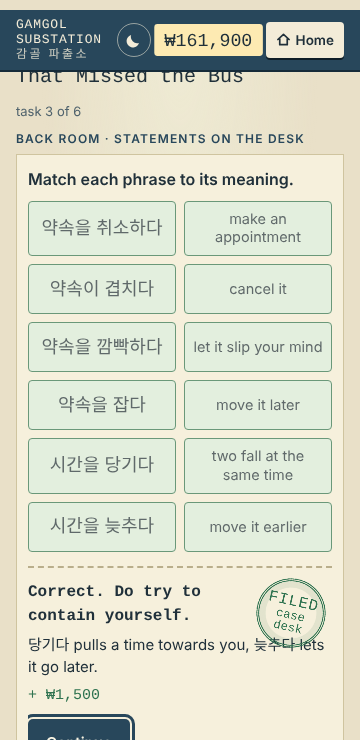 GAMGOL
SUBSTATION
감골 파출소
₩161,900
Home
That Missed the Bus
task 3 of 6
BACK ROOM · STATEMENTS ON THE DESK
Match each phrase to its meaning.
약속을 취소하다
make an
appointment
약속이 겹치다
cancel it
약속을 깜빡하다
let it slip your mind
약속을 잡다
move it later
시간을 당기다
two fall at the
same time
시간을 늦추다
move it earlier
Correct. Do try to
contain yourself.
FILED
case
desk
당기다 pulls a time towards you, 늦추다 lets
it go later.
+ ₩1,500
Continue